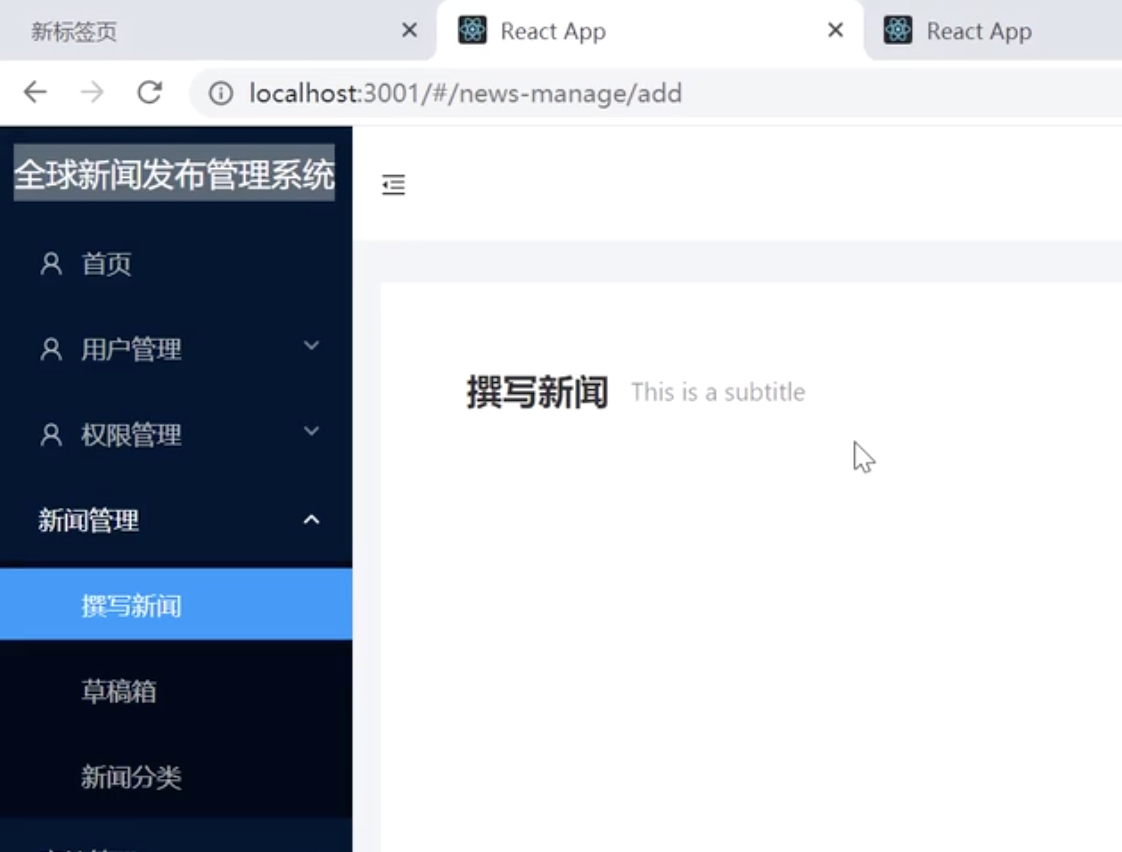 新标签页
React App
React App
localhost:3001/#/news-manage/add
全球新闻发布管理系统
首页
用户管理
权限管理
新闻管理
撰写新闻
草稿箱
新闻分类
撰写新闻 This is a subtitle